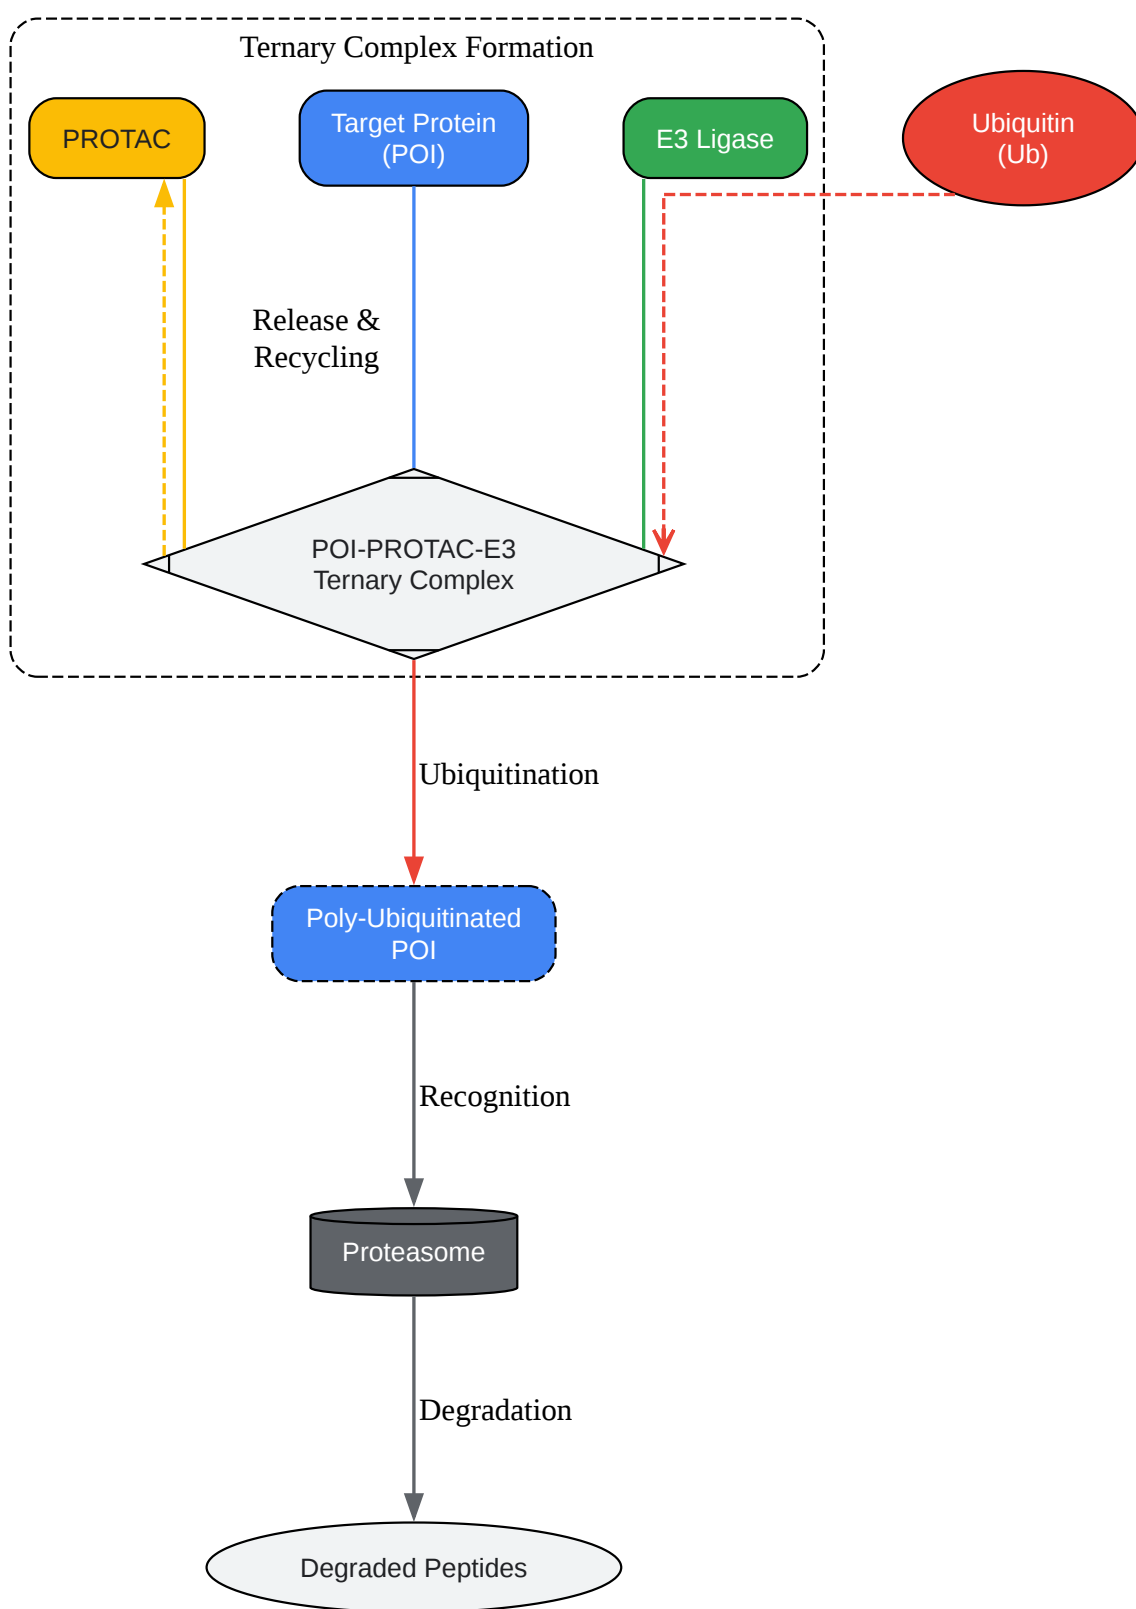 Ternary Complex Formation
PROTAC
Target Protein
(POI)
E3 Ligase
Ubiquitin
(Ub)
Release &
Recycling
POI-PROTAC-E3
Ternary Complex
Ubiquitination
Poly-Ubiquitinated
POI
Recognition
Proteasome
Degradation
Degraded Peptides